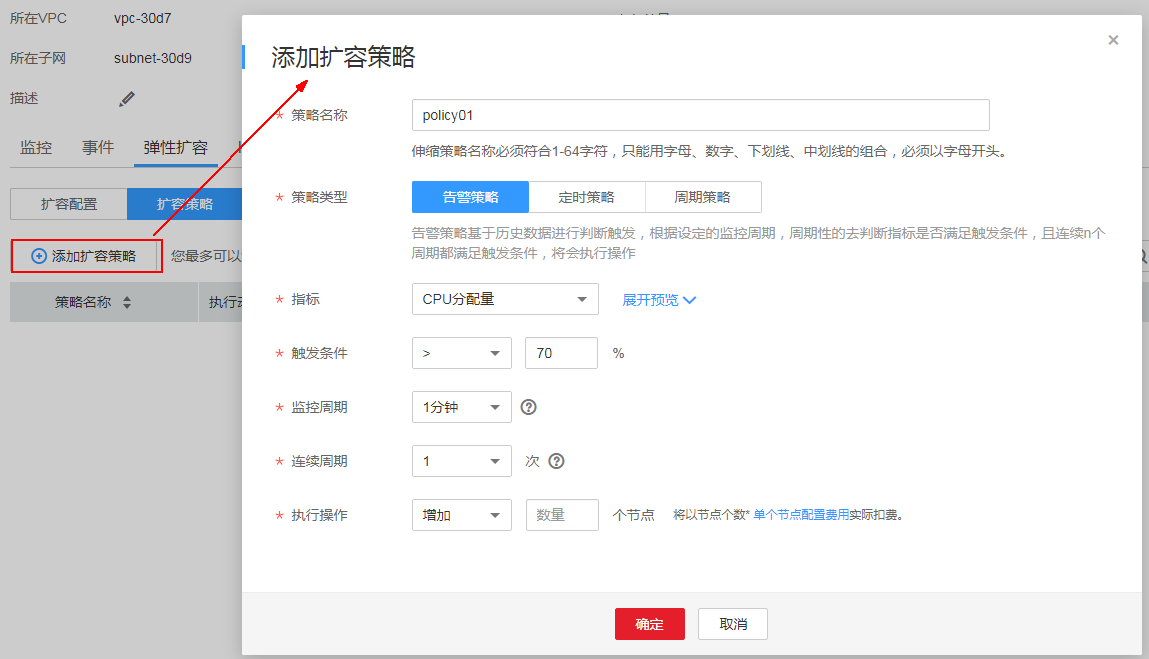 所在VPC vpc-30d7
所在子网 subnet-30d9
描述
监控 事件 弹性扩容
扩容配置 扩容策略
添加扩容策略 您最多可以
策略名称 执行
添加扩容策略
* 策略名称 policy01
伸缩策略名称必须符合1-64字符，只能用字母、数字、下划线、中划线的组合，必须以字母开头。
* 策略类型 告警策略 定时策略 周期策略
告警策略基于历史数据进行判断触发，根据设定的监控周期，周期性的去判断指标是否满足触发条件，且连续n个
周期都满足触发条件，将会执行操作
* 指标 CPU分配量 展开预览
* 触发条件 > 70 %
* 监控周期 1分钟
* 连续周期 1 次
* 执行操作 增加 数量 个节点 将以节点个数* 单个节点配置费用实际扣费。
确定 取消